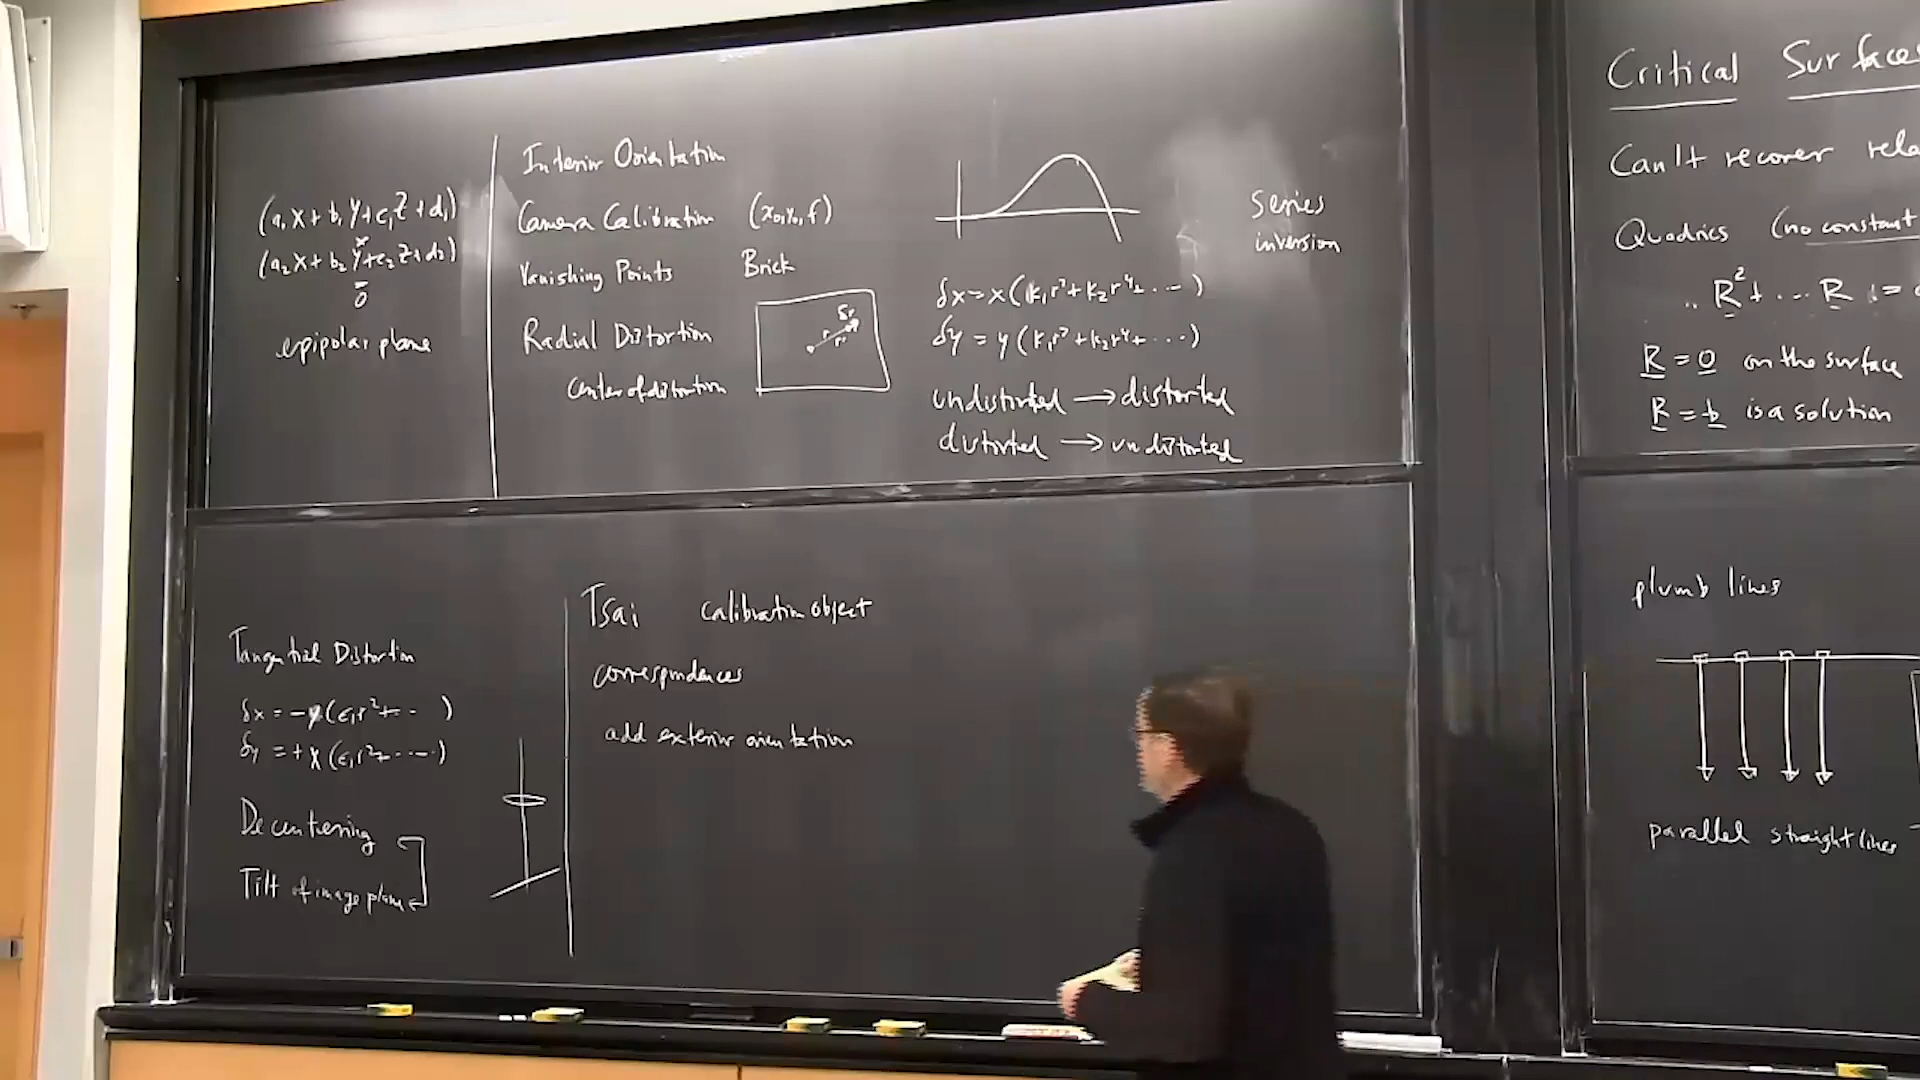 (a₁X + b₁Y + c₁Z + d₁)
(a₂X + b₂Y + c₂Z + d₂)
= 0
epipolar plane
Interior Orientation
Camera Calibration (x₀, y₀, f)
Vanishing Points Brick
Radial Distortion
Center of distortion
δr
r
r'
series
inversion
δx = x(k₁r² + k₂r⁴ + ...)
δy = y(k₁r² + k₂r⁴ + ...)
undistorted → distorted
distorted → undistorted
Critical Surfaces
Can't recover rela
Quadrics (no constant
.. R² + ... R .. =
R = 0 on the surface
R = b is a solution
Tangential Distortion
δx = -y(ε₁r² + ...)
δy = +x(ε₁r² + ...)
Decentering
Tilt of image plane
Tsai calibration object
correspondences
add exterior orientation
plumb lines
parallel straight lines